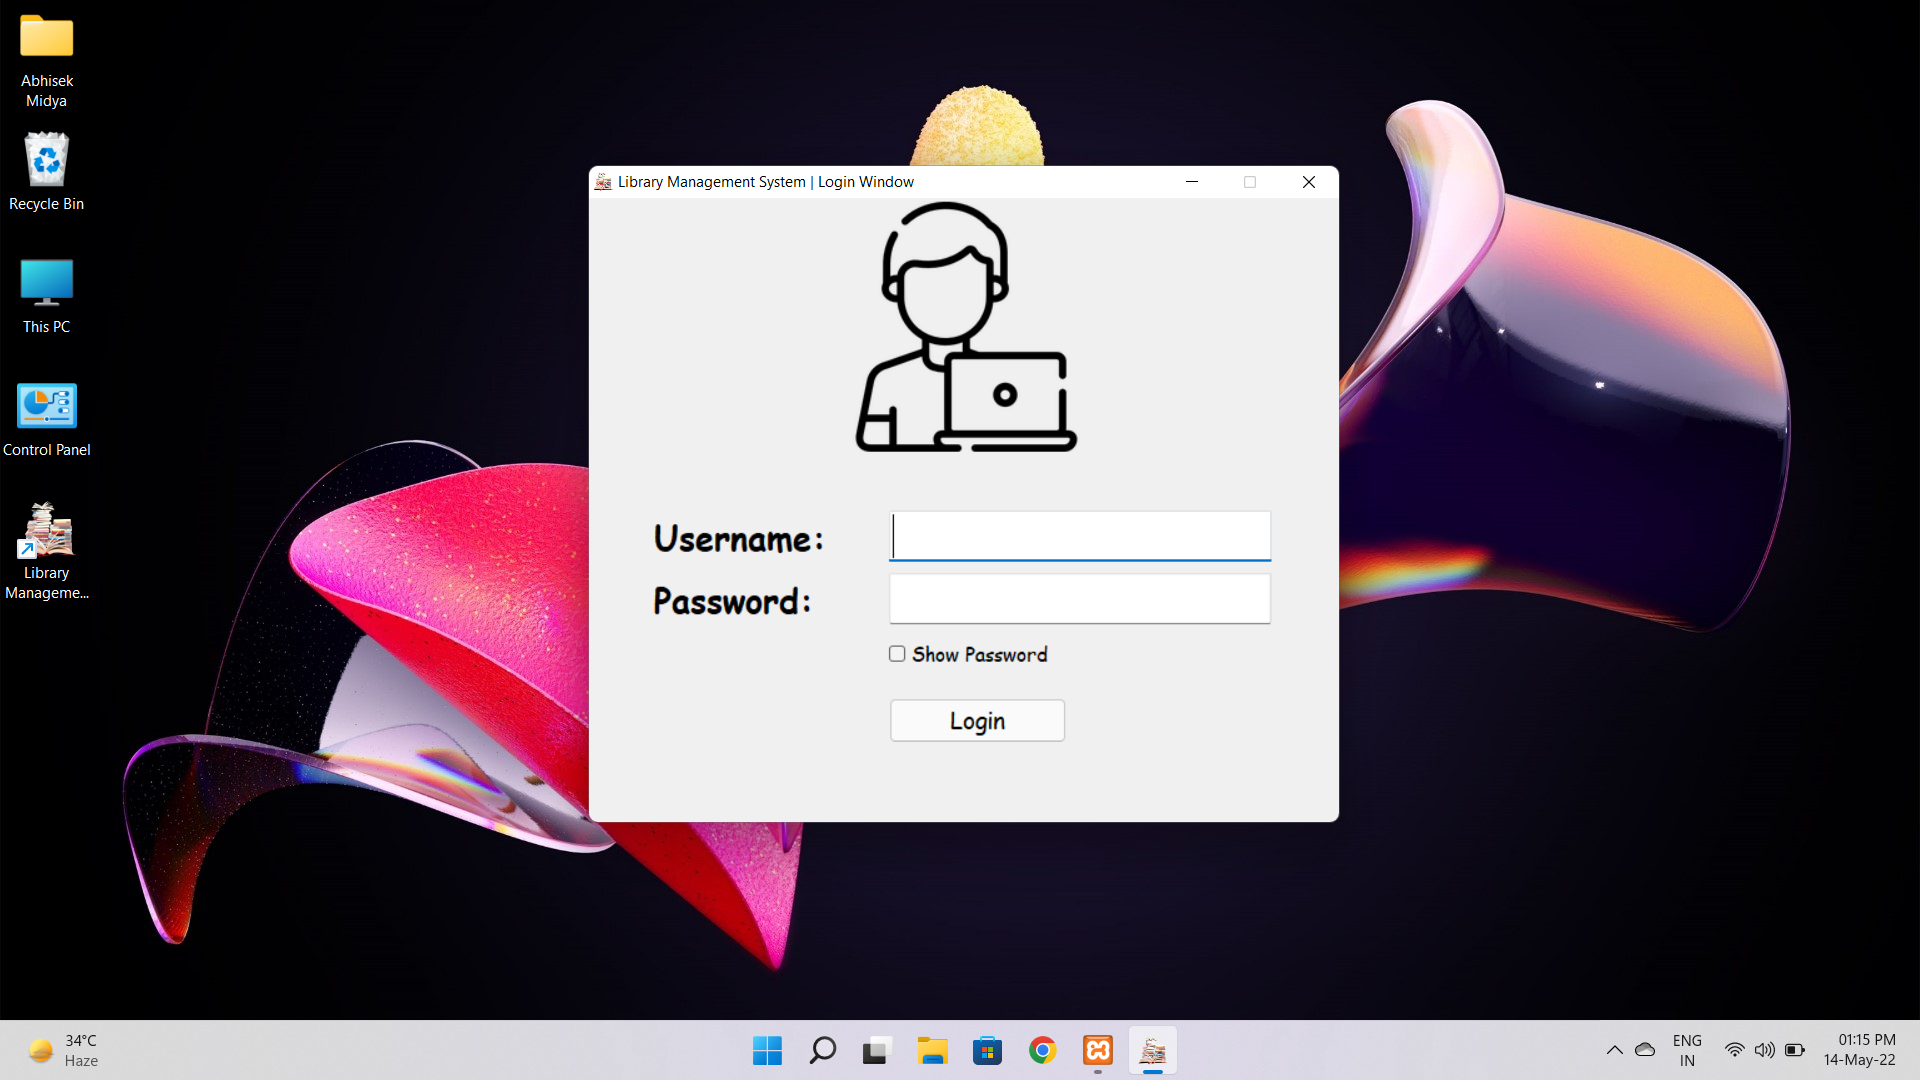 Abhisek
Midya
Recycle Bin
This PC
Control Panel
Library
Manageme...
Library Management System | Login Window
Username:
Password:
Show Password
Login
34°C
Haze
ENG
IN
01:15 PM
14-May-22